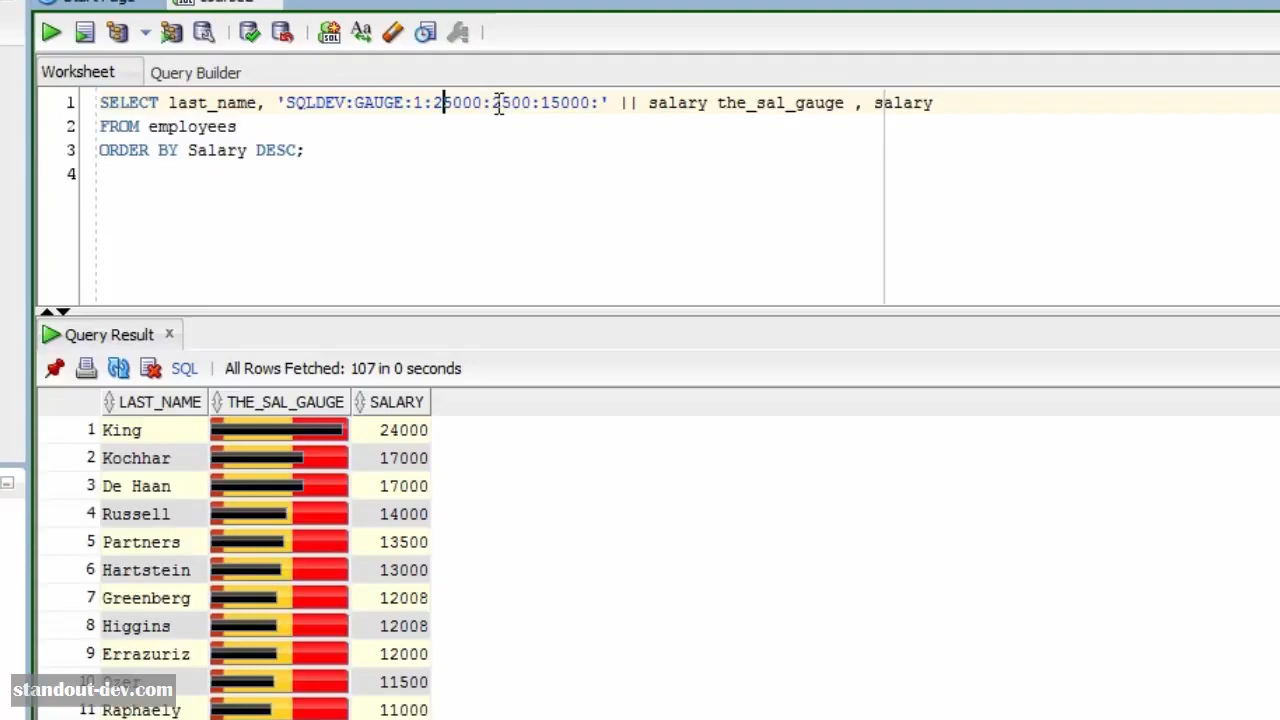 Worksheet
Query Builder
1 SELECT last_name, 'SQLDEV:GAUGE:1:25000:2500:15000:' || salary the_sal_gauge , salary
2 FROM employees
3 ORDER BY Salary DESC;
4
Query Result x
SQL | All Rows Fetched: 107 in 0 seconds
LAST_NAME THE_SAL_GAUGE SALARY
1 King 24000
2 Kochhar 17000
3 De Haan 17000
4 Russell 14000
5 Partners 13500
6 Hartstein 13000
7 Greenberg 12008
8 Higgins 12008
9 Errazuriz 12000
10 Ozer 11500
11 Raphaely 11000
standout-dev.com